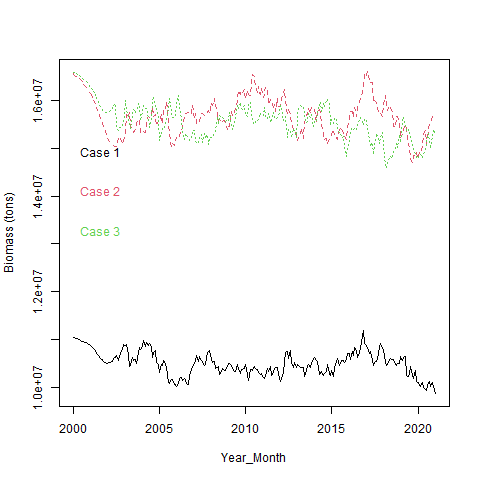 1.6e+07
1.4e+07
1.2e+07
1.0e+07
Biomass (tons)
Case 1
Case 2
Case 3
2000 2005 2010 2015 2020
Year_Month